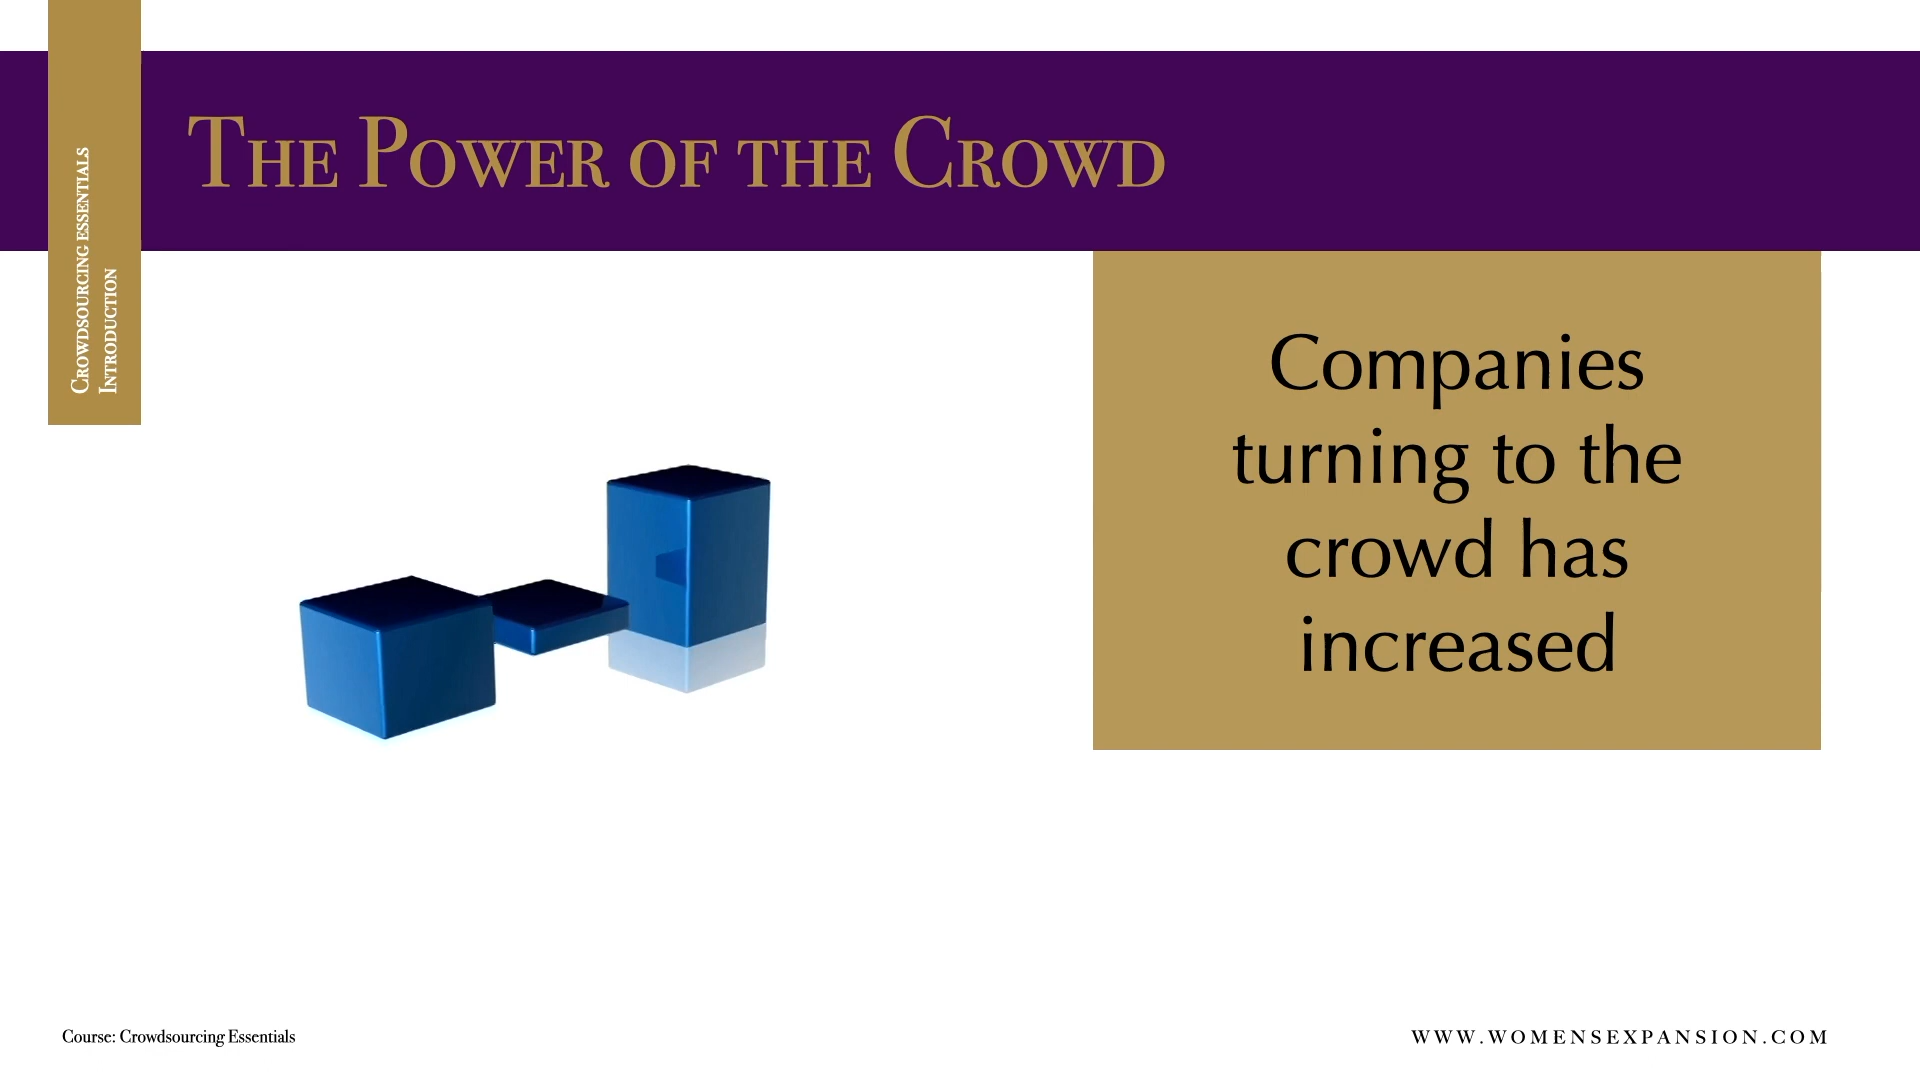 Crowdsourcing essentials
Introduction
The Power of the Crowd
Companies
turning to the
crowd has
increased
Course: Crowdsourcing Essentials
WWW.WOMENSEXPANSION.COM